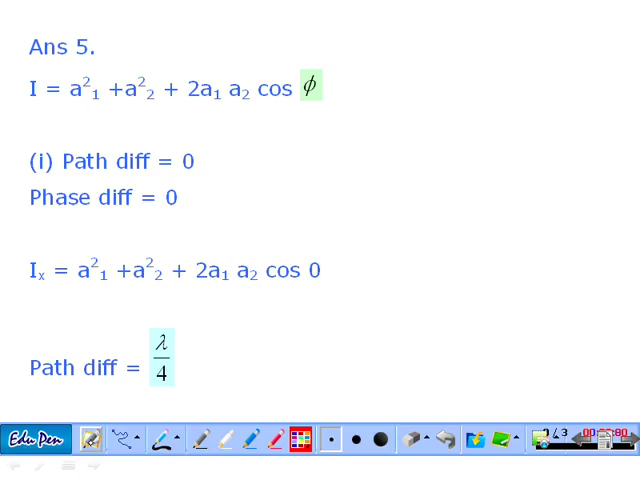 Ans 5.
I = a²₁ +a²₂ + 2a₁ a₂ cos ϕ
(i) Path diff = 0
Phase diff = 0
Iₓ = a²₁ +a²₂ + 2a₁ a₂ cos 0
Path diff = λ/4
Edu Pen
/ 3